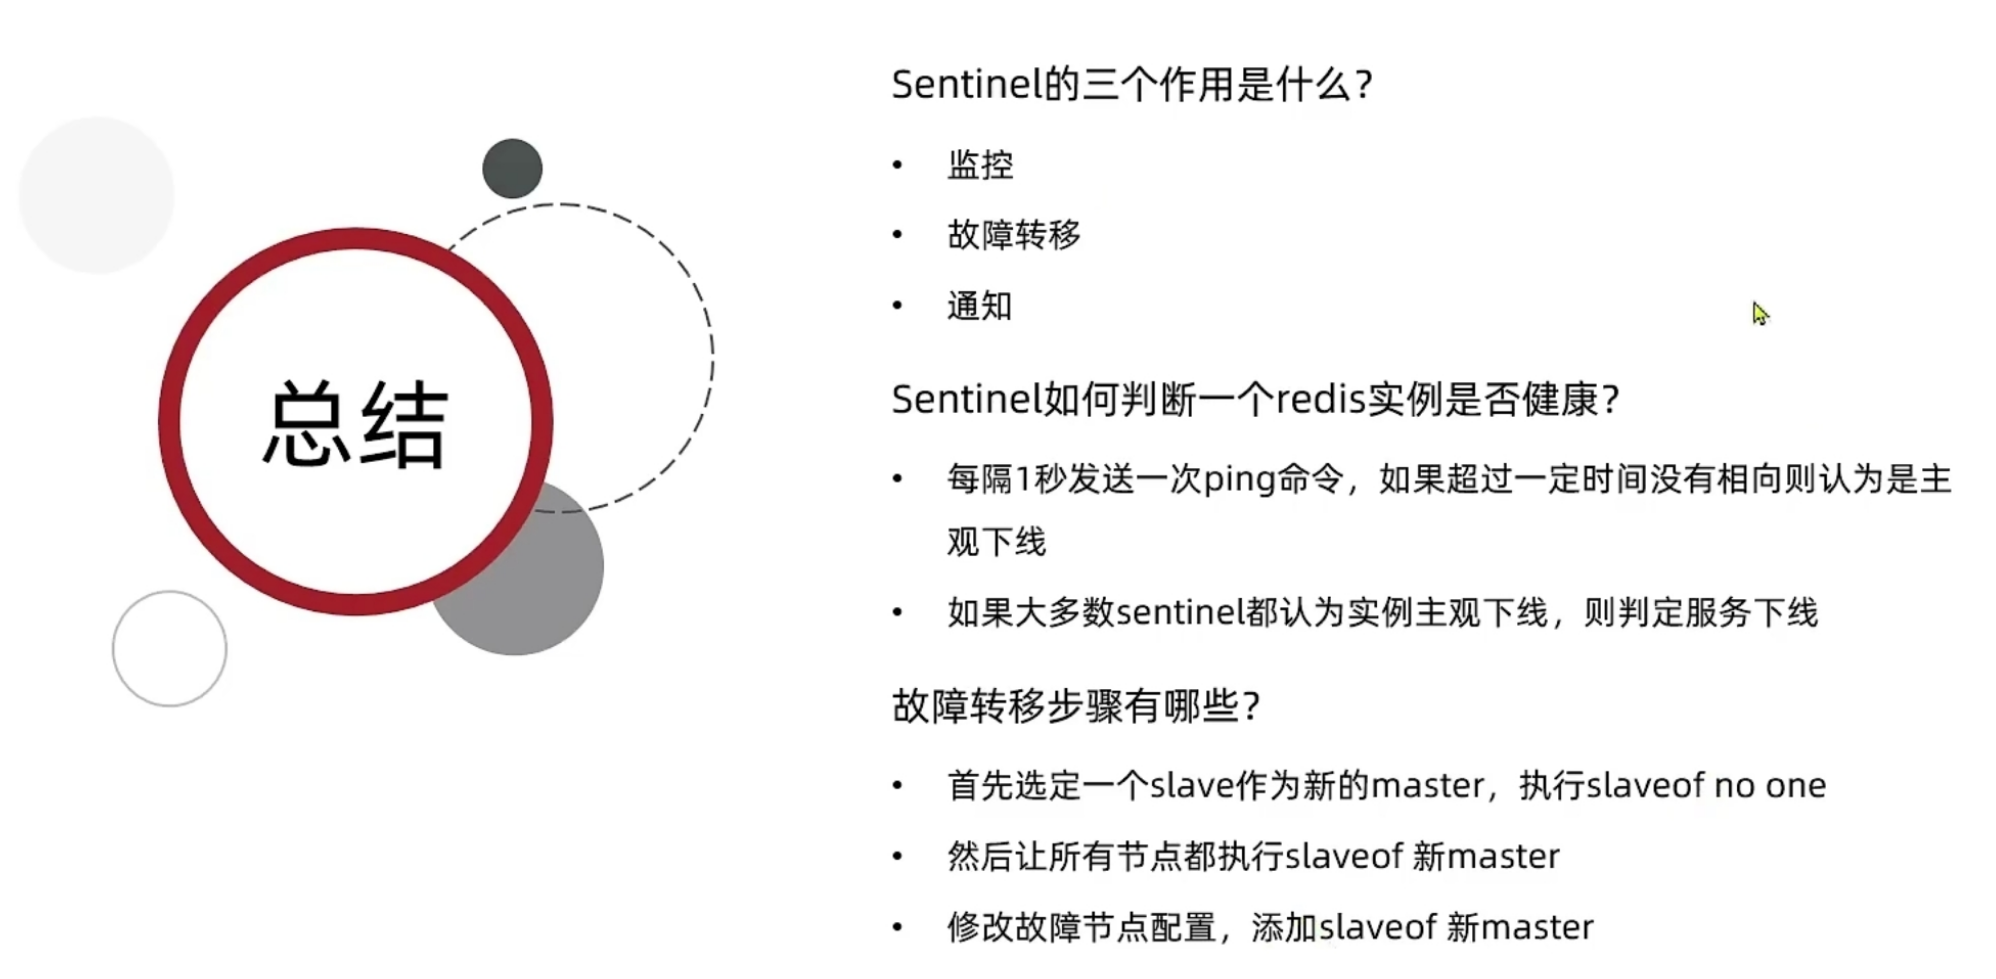 总结
Sentinel的三个作用是什么？
• 监控
• 故障转移
• 通知
Sentinel如何判断一个redis实例是否健康？
• 每隔1秒发送一次ping命令，如果超过一定时间没有相向则认为是主
观下线
• 如果大多数sentinel都认为实例主观下线，则判定服务下线
故障转移步骤有哪些？
• 首先选定一个slave作为新的master，执行slaveof no one
• 然后让所有节点都执行slaveof 新master
• 修改故障节点配置，添加slaveof 新master